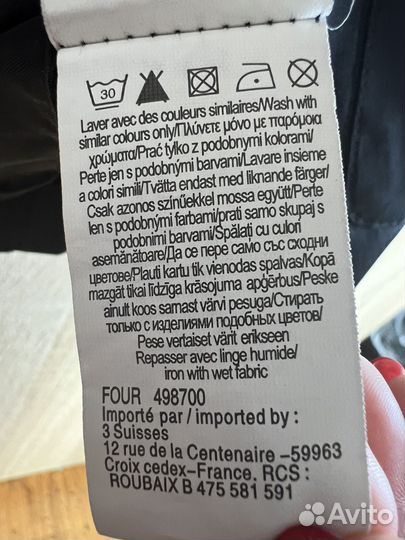 30
Laver avec des couleurs similaires/Wash with
similar colours only/Πλύνετε μόνο με παρόμοια
χρώματα/Prać tylko z podobnymi kolorami/
Perte jen s podobnými barvami/Lavare insieme
a colori simili/Tvätta endast med liknande färger/
Csak azonos színűekkel mossa együtt/Perte
len s podobnými farbami/prati samo skupaj s
podobnimi barvami/Spălați cu culori
asemănătoare/Да се пере само със сходни
цветове/Plauti kartu tik vienodas spalvas/Kopā
mazgāt tikai līdzīga krāsojuma apģērbus/Peske
ainult koos samast värvi pesuga/Стирать
только с изделиями подобных цветов/
Pese vertaiset värit erikseen
Repasser avec linge humide/
iron with wet fabric
FOUR 498700
Importé par / imported by :
3 Suisses
12 rue de la Centenaire –59963
Croix cedex-France. RCS :
ROUBAIX B 475 581 591
Avito